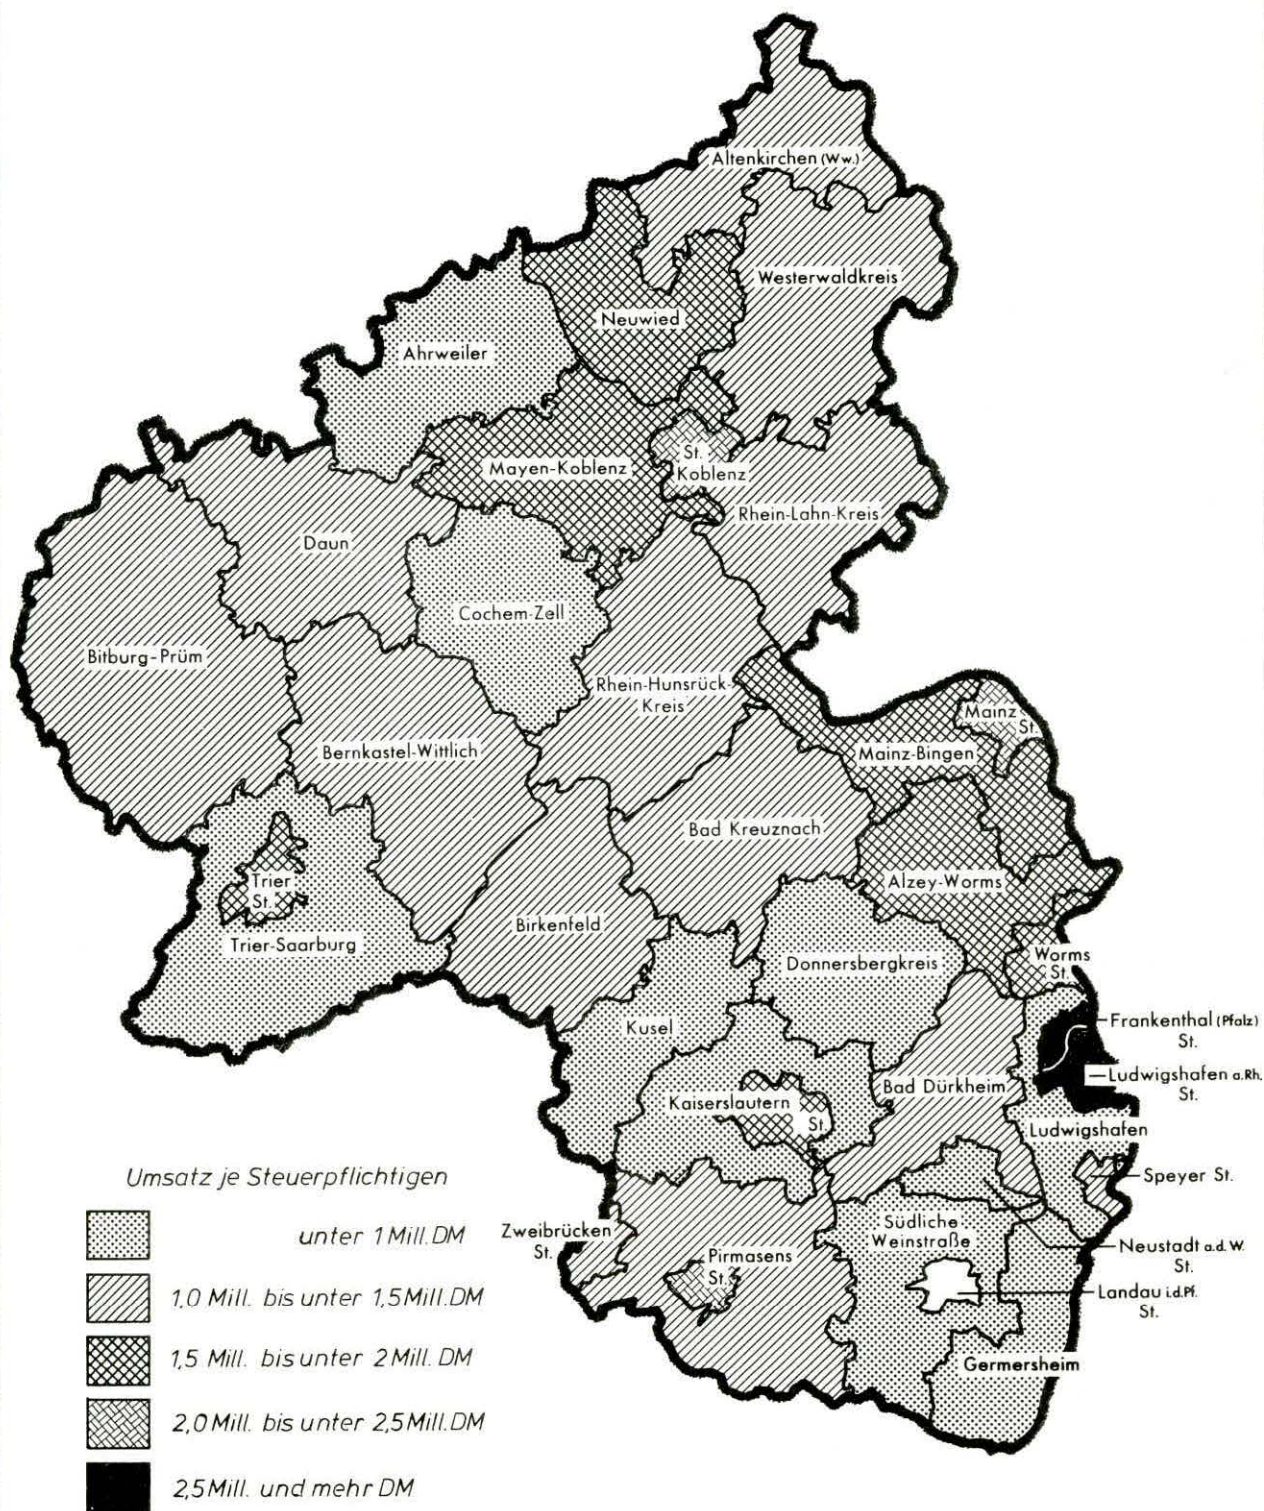 Altenkirchen (Ww.)
Westerwaldkreis
Neuwied
Ahrweiler
St.
Koblenz
Mayen-Koblenz
Rhein-Lahn-Kreis
Daun
Cochem-Zell
Bitburg-Prüm
Rhein-Hunsrück-
Kreis
Mainz
St.
Bernkastel-Wittlich
Mainz-Bingen
Bad Kreuznach
Trier
St.
Alzey-Worms
Birkenfeld
Trier-Saarburg
Donnersbergkreis
Worms
St.
Kusel
Frankenthal (Pfalz)
St.
Ludwigshafen a.Rh.
St.
Bad Dürkheim
Kaiserslautern
St.
Ludwigshafen
Speyer St.
Südliche
Weinstraße
Zweibrücken
St.
Neustadt a.d.W.
St.
Pirmasens
St.
Landau i.d.Pf.
St.
Germersheim
Umsatz je Steuerpflichtigen
unter 1 Mill. DM
1,0 Mill. bis unter 1,5 Mill. DM
1,5 Mill. bis unter 2 Mill. DM
2,0 Mill. bis unter 2,5 Mill. DM
2,5 Mill. und mehr DM